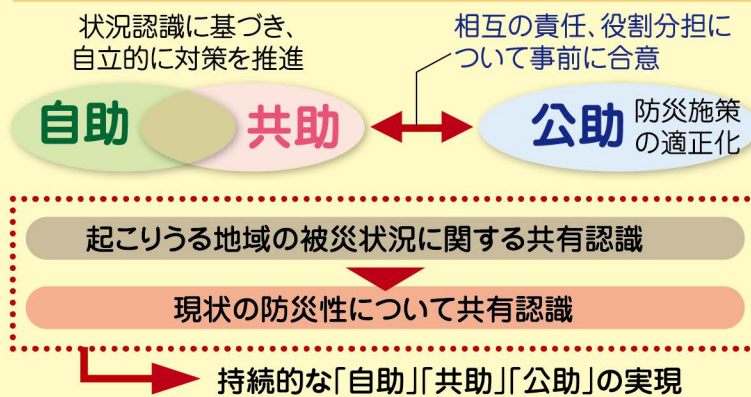 状況認識に基づき、
自立的に対策を推進
相互の責任、役割分担に
ついて事前に合意
自助
共助
公助
防災施策
の適正化
起こりうる地域の被災状況に関する共有認識
現状の防災性について共有認識
持続的な「自助」「共助」「公助」の実現